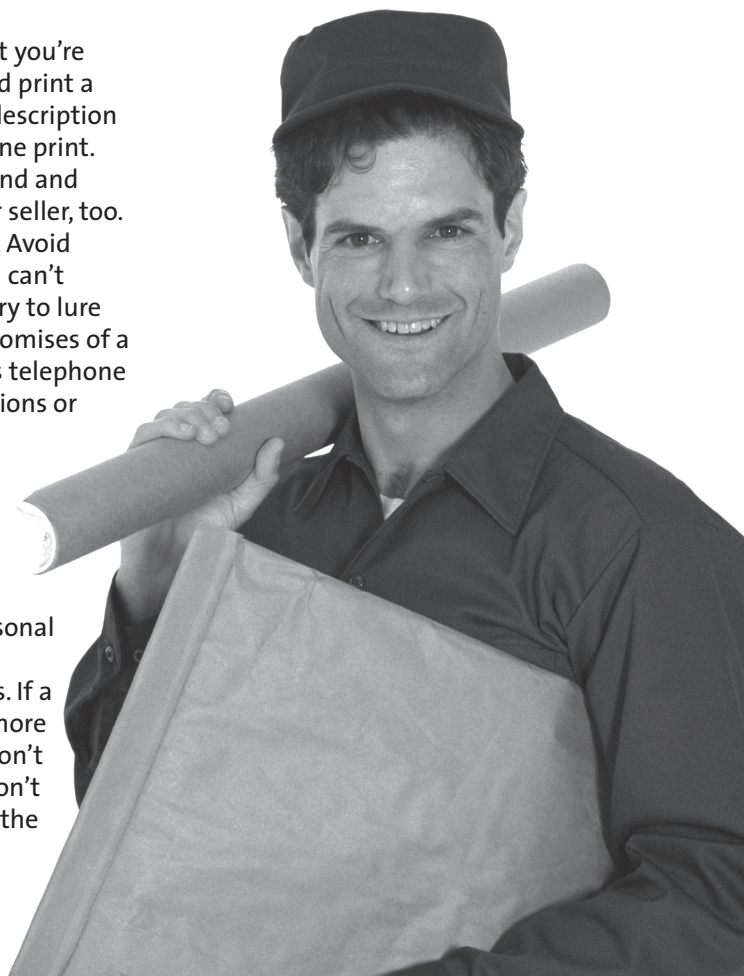 t you’re
d print a
description
ne print.
nd and
r seller, too.
. Avoid
 can’t
ry to lure
omises of a
s telephone
ions or
sonal
s. If a
more
on’t
on’t
the